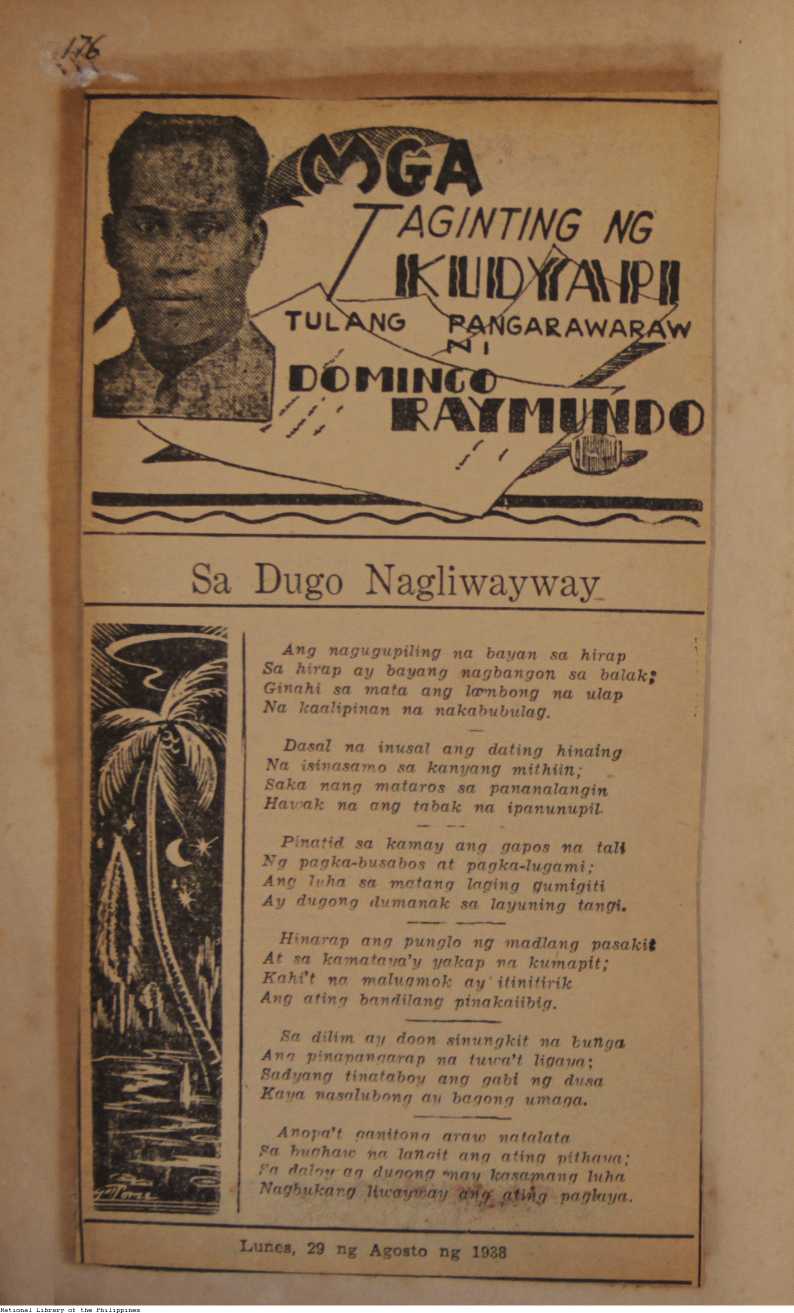 176
MGA
TAGINTING NG
KUDYAPI
TULANG PANGARAWARAW
NI
DOMINGO
RAYMUNDO
Sa Dugo Nagliwayway
Ang nagugupiling na bayan sa hirap
Sa hirap ay bayang nagbangon sa balak;
Ginahi sa mata ang lambong na ulap
Na kaalipinan na nakabubulag.
Dasal na inusal ang dating hinaing
Na isinasamo sa kanyang mithiin;
Saka nang mataros sa pananalangin
Hawak na ang tabak na ipanunupil.
Pinatid sa kamay ang gapos na tali
Ng pagka-busabos at pagka-lugami;
Ang luha sa matang laging gumigiti
Ay dugong dumanak sa layuning tangi.
Hinarap ang punglo ng madlang pasakit
At sa kamataya'y yakap na kumapit;
Kahi't na malugmok ay itinitirik
Ang ating bandilang pinakaiibig.
Sa dilim ay doon sinungkit na bunga
Ang pinapangarap na tuwa't ligaya;
Sadyang tinataboy ang gabi ng dusa
Kaya nasalubong ay bagong umaga.
Anopa't ganitong araw natalata
Sa bughaw na langit ang ating pithaya;
Sa daloy ag dugong may kasamang luha
Nagbukang liwayway ang ating paglaya.
Lunes, 29 ng Agosto ng 1938
National Library of the Philippines